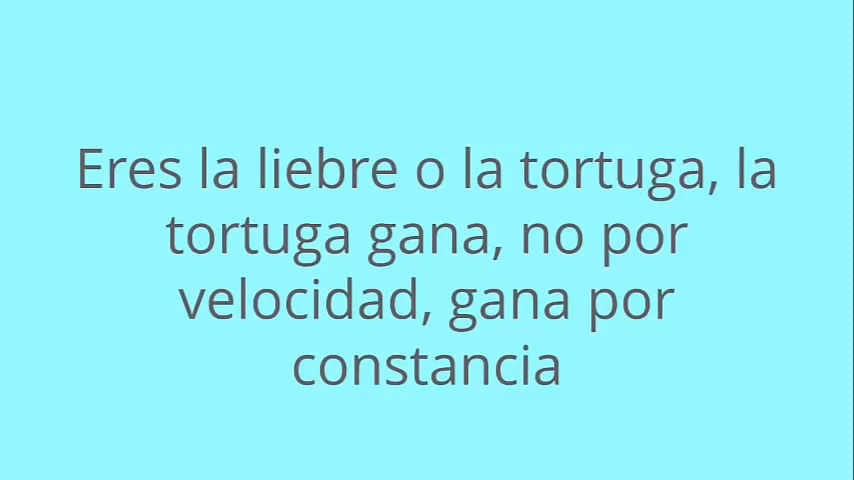 Eres la liebre o la tortuga, la
tortuga gana, no por
velocidad, gana por
constancia